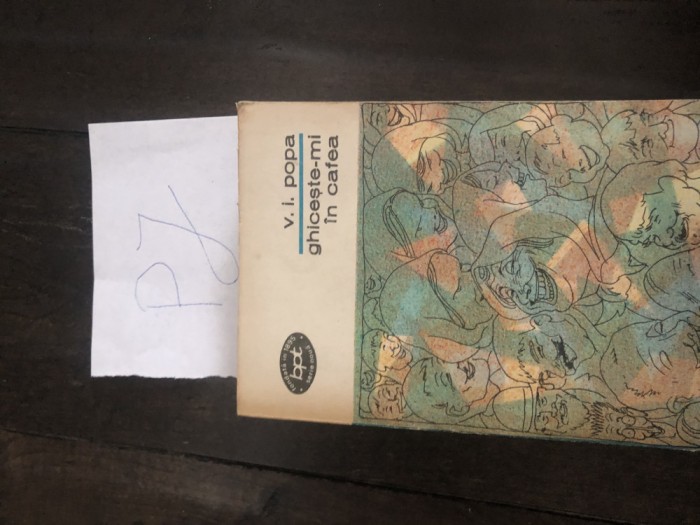 v. i. popa
ghicește-mi
în cafea
bpt
PJ